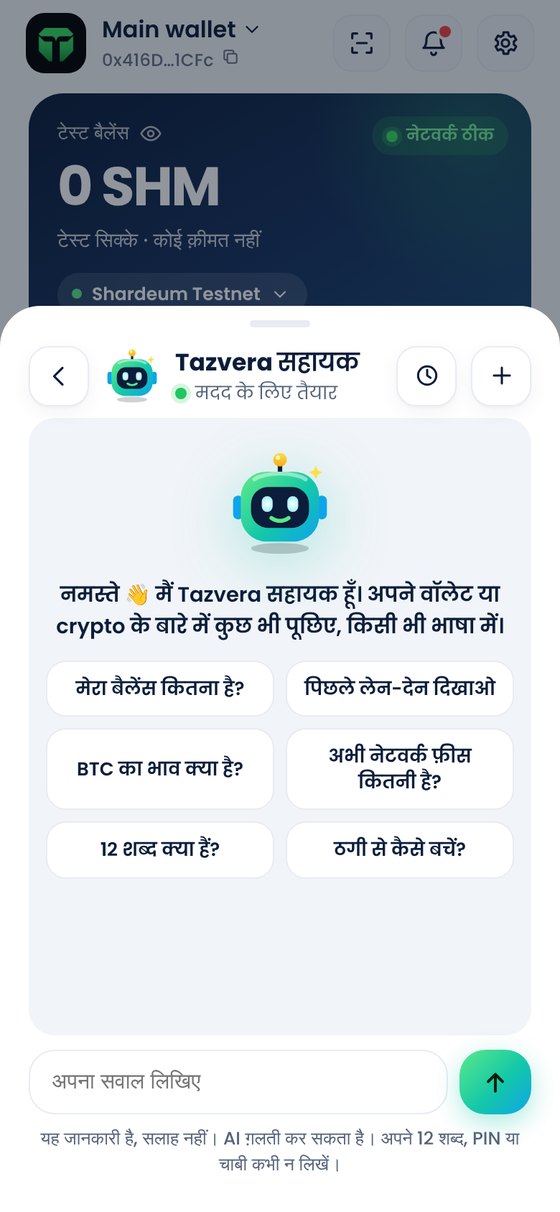 Main wallet
0x416D...1CFc
टेस्ट बैलेंस
नेटवर्क ठीक
0 SHM
टेस्ट सिक्के · कोई क़ीमत नहीं
Shardeum Testnet
Tazvera सहायक
मदद के लिए तैयार
नमस्ते 👋 मैं Tazvera सहायक हूँ। अपने वॉलेट या
crypto के बारे में कुछ भी पूछिए, किसी भी भाषा में।
मेरा बैलेंस कितना है?
पिछले लेन-देन दिखाओ
BTC का भाव क्या है?
अभी नेटवर्क फ़ीस
कितनी है?
12 शब्द क्या हैं?
ठगी से कैसे बचें?
अपना सवाल लिखिए
यह जानकारी है, सलाह नहीं। AI ग़लती कर सकता है। अपने 12 शब्द, PIN या
चाबी कभी न लिखें।